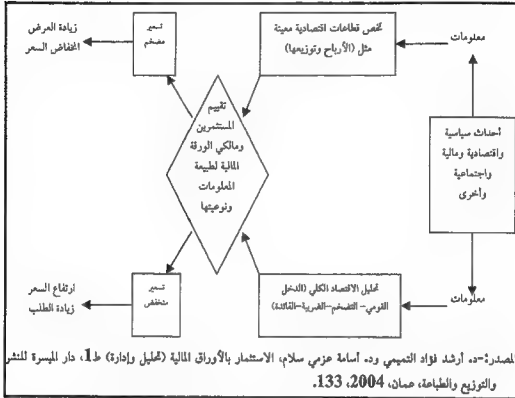 معلومات
تخص قطاعات اقتصادية معينة
مثل (الأرباح وتوزيعها)
تسعير
مضخم
زيادة العرض
انخفاض السعر
أحداث سياسية
واقتصادية ومالية
واجتماعية
وأخرى
تقييم
المستثمرين
ومالكي الورقة
المالية لطبيعة
المعلومات
ونوعيتها
معلومات
تحليل الاقتصاد الكلي (الدخل
القومي- التضخم-الضريبة-الفائدة)
تسعير
منخفض
ارتفاع السعر
زيادة الطلب
المصدر:-د. أرشد فؤاد التميمي ود. أسامة عزمي سلام، الاستثمار بالأوراق المالية (تحليل وإدارة) ط1، دار الميسرة للنشر
والتوزيع والطباعة، عمان، 2004، 133.